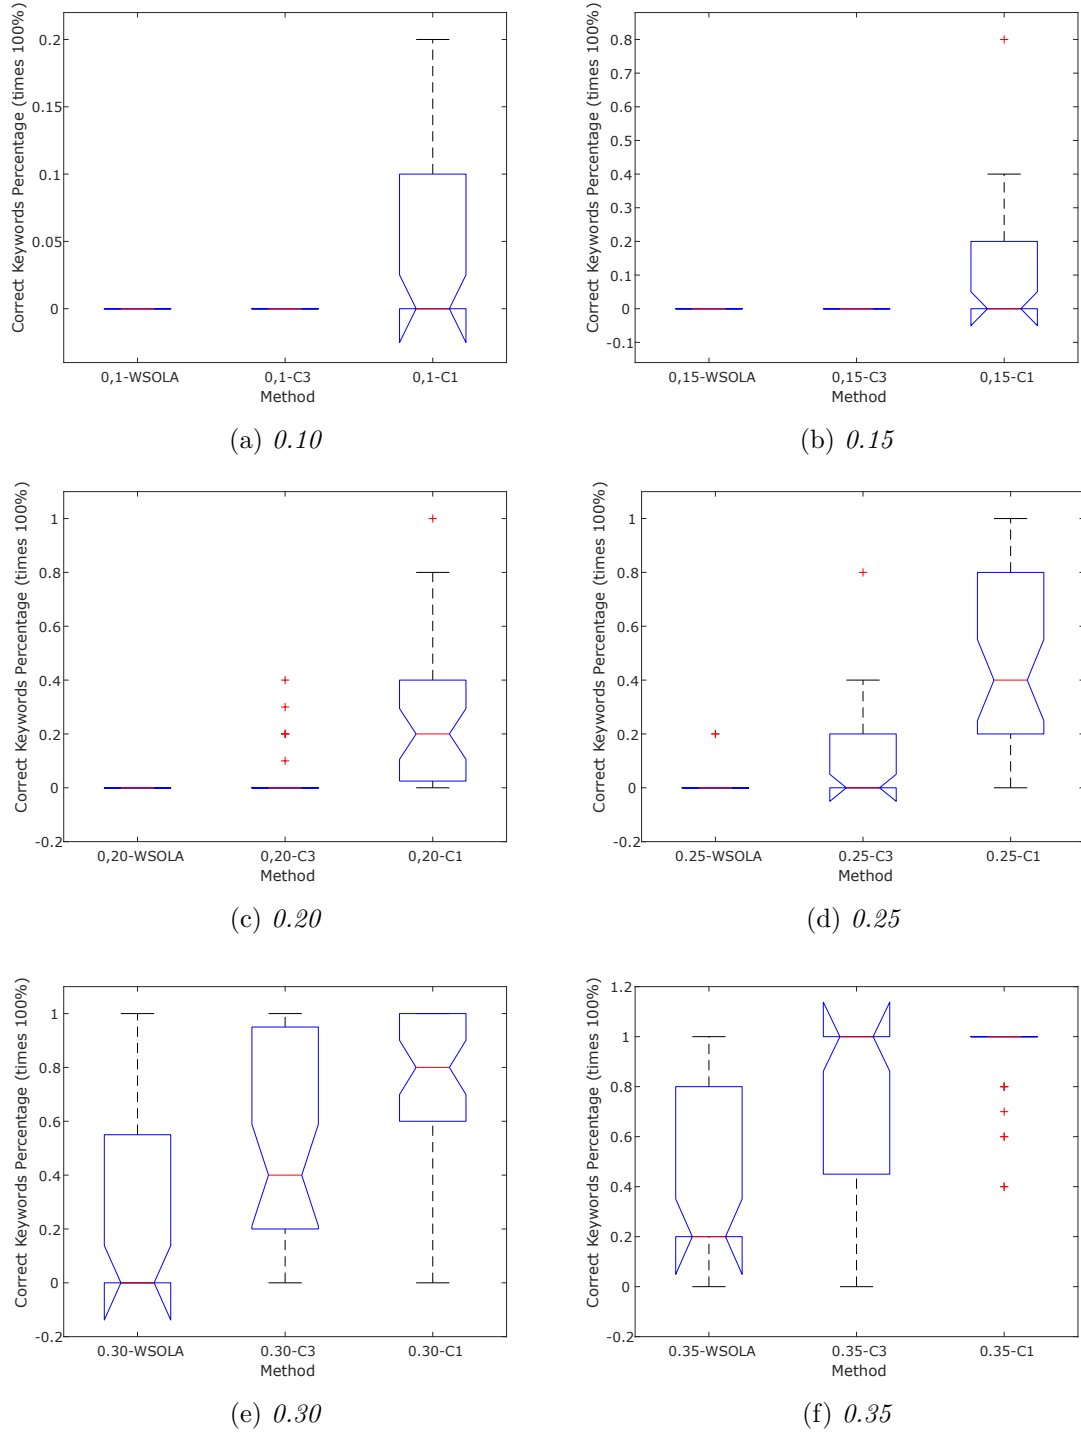 Correct Keywords Percentage (times 100%)
0.2
0.15
0.1
0.05
0
0,1-WSOLA 0,1-C3 0,1-C1
Method
(a) 0.10
Correct Keywords Percentage (times 100%)
0.8
0.7
0.6
0.5
0.4
0.3
0.2
0.1
0
-0.1
0,15-WSOLA 0,15-C3 0,15-C1
Method
(b) 0.15
Correct Keywords Percentage (times 100%)
1
0.8
0.6
0.4
0.2
0
-0.2
0,20-WSOLA 0,20-C3 0,20-C1
Method
(c) 0.20
Correct Keywords Percentage (times 100%)
1
0.8
0.6
0.4
0.2
0
-0.2
0.25-WSOLA 0.25-C3 0.25-C1
Method
(d) 0.25
Correct Keywords Percentage (times 100%)
1
0.8
0.6
0.4
0.2
0
-0.2
0.30-WSOLA 0.30-C3 0.30-C1
Method
(e) 0.30
Correct Keywords Percentage (times 100%)
1.2
1
0.8
0.6
0.4
0.2
0
-0.2
0.35-WSOLA 0.35-C3 0.35-C1
Method
(f) 0.35